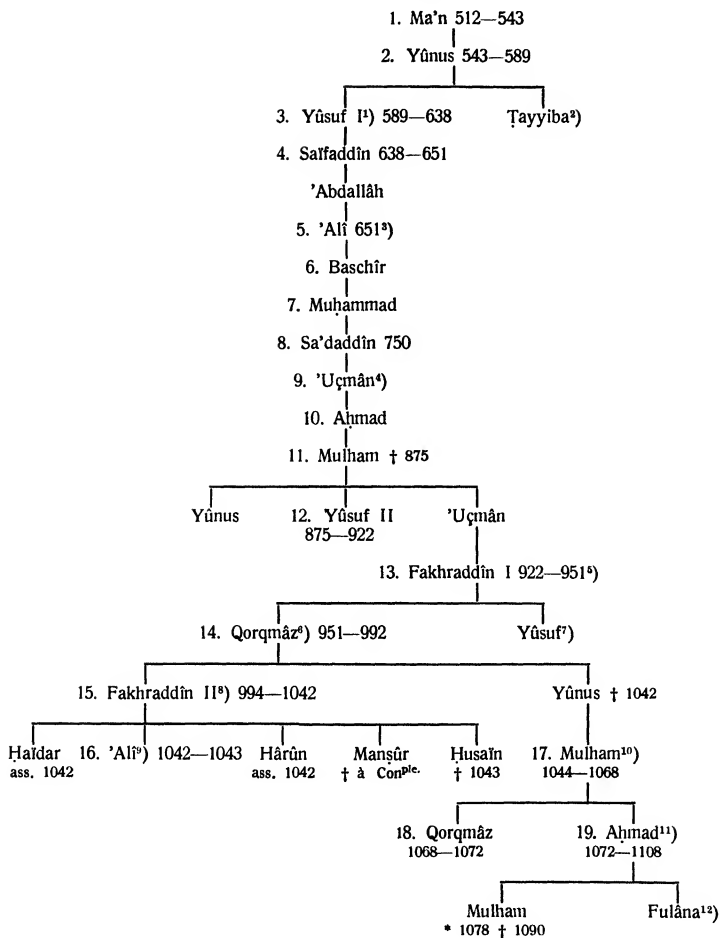 1. Ma'n 512—543
2. Yûnus 543—589
3. Yûsuf I¹) 589—638 Ṭayyiba²)
4. Saïfaddîn 638—651
'Abdallâh
5. 'Alî 651³)
6. Baschîr
7. Muḥammad
8. Sa'daddîn 750
9. 'Uçmân⁴)
10. Aḥmad
11. Mulham † 875
Yûnus 12. Yûsuf II 'Uçmân
875—922
13. Fakhraddîn I 922—951⁵)
14. Qorqmâz⁶) 951—992 Yûsuf⁷)
15. Fakhraddîn II⁸) 994—1042 Yûnus † 1042
Ḥaïdar 16. 'Alî⁹) 1042—1043 Hârûn Manṣûr Ḥusaïn 17. Mulham¹⁰)
ass. 1042 ass. 1042 † à Conᵖˡᵉ· † 1043 1044—1068
18. Qorqmâz 19. Aḥmad¹¹)
1068—1072 1072—1108
Mulham Fulâna¹²)
* 1078 † 1090